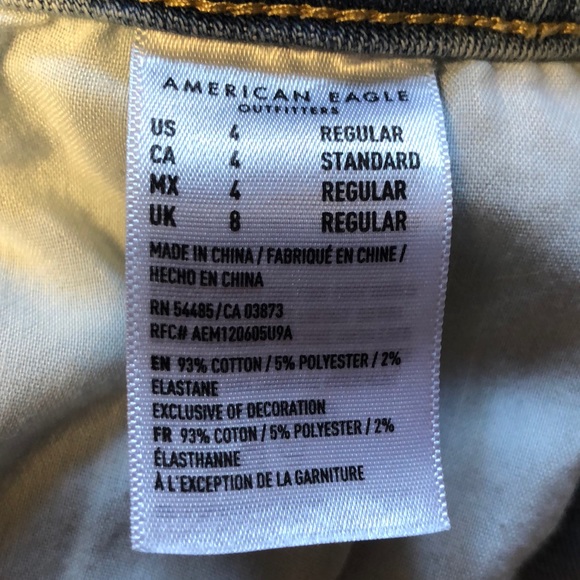 AMERICAN EAGLE
OUTFITTERS
US 4 REGULAR
CA 4 STANDARD
MX 4 REGULAR
UK 8 REGULAR
MADE IN CHINA / FABRIQUÉ EN CHINE /
HECHO EN CHINA
RN 54485 / CA 03873
RFC# AEM120605U9A
EN 93% COTTON / 5% POLYESTER / 2%
ELASTANE
EXCLUSIVE OF DECORATION
FR 93% COTON / 5% POLYESTER / 2%
ÉLASTHANNE
À L'EXCEPTION DE LA GARNITURE